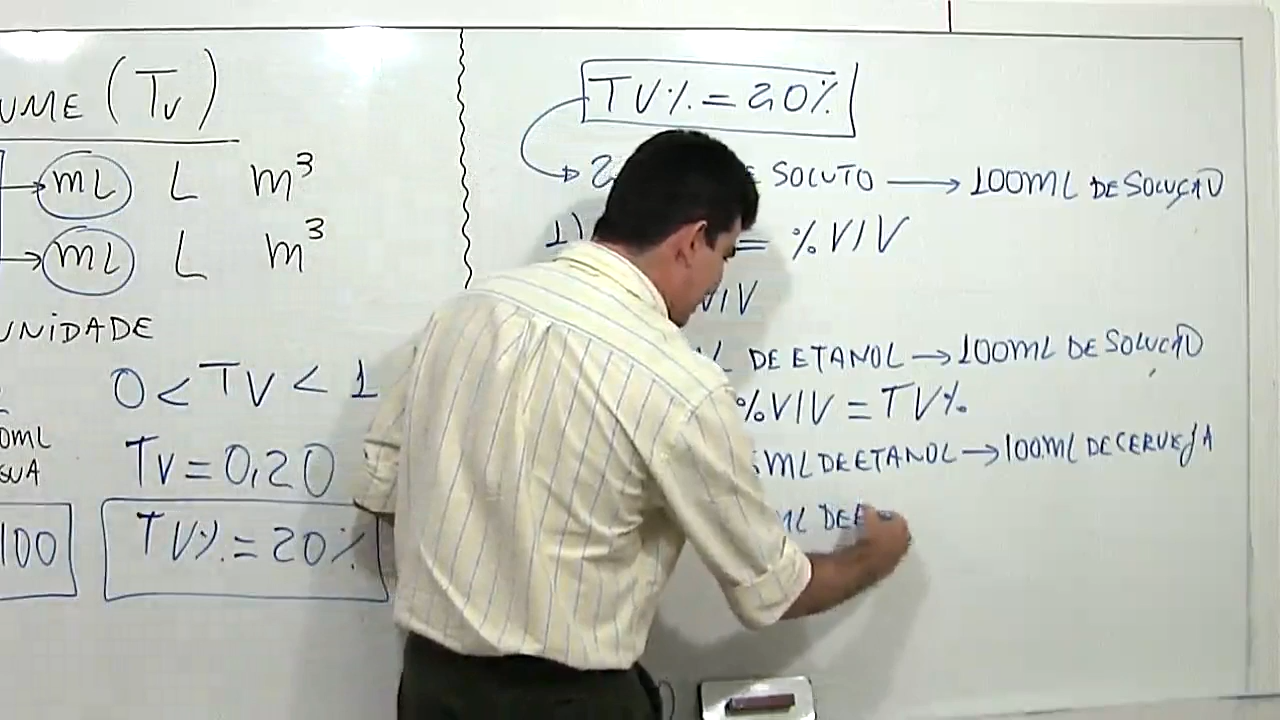 UME (Tv)
mL L m³
mL L m³
UNIDADE
0 < TV < 1
0mL
GUA
Tv = 0,20
100
TV% = 20%
TV% = 20%
2 E SOLUTO → 100mL DE SOLUÇÃO
1) = %V/V
V/V
L DE ETANOL → 100mL DE SOLUÇÃO
%V/V = TV%
mL DE ETANOL → 100mL DE CERVEJA
mL DE E